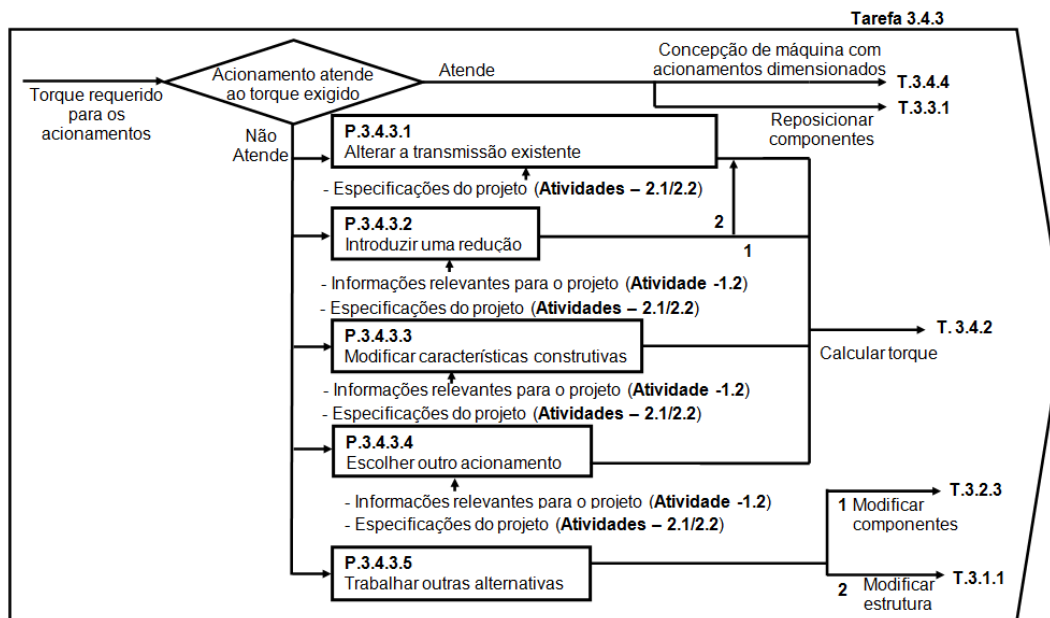 Tarefa 3.4.3
Acionamento atende
ao torque exigido
Atende
Concepção de máquina com
acionamentos dimensionados
T.3.4.4
Torque requerido
para os
acionamentos
T.3.3.1
Reposicionar
componentes
Não
Atende
P.3.4.3.1
Alterar a transmissão existente
- Especificações do projeto (Atividades – 2.1/2.2)
P.3.4.3.2
Introduzir uma redução
2
1
- Informações relevantes para o projeto (Atividade -1.2)
- Especificações do projeto (Atividades – 2.1/2.2)
P.3.4.3.3
Modificar características construtivas
T. 3.4.2
Calcular torque
- Informações relevantes para o projeto (Atividade -1.2)
- Especificações do projeto (Atividades – 2.1/2.2)
P.3.4.3.4
Escolher outro acionamento
- Informações relevantes para o projeto (Atividade -1.2)
- Especificações do projeto (Atividades – 2.1/2.2)
T.3.2.3
1 Modificar
componentes
P.3.4.3.5
Trabalhar outras alternativas
T.3.1.1
2 Modificar
estrutura